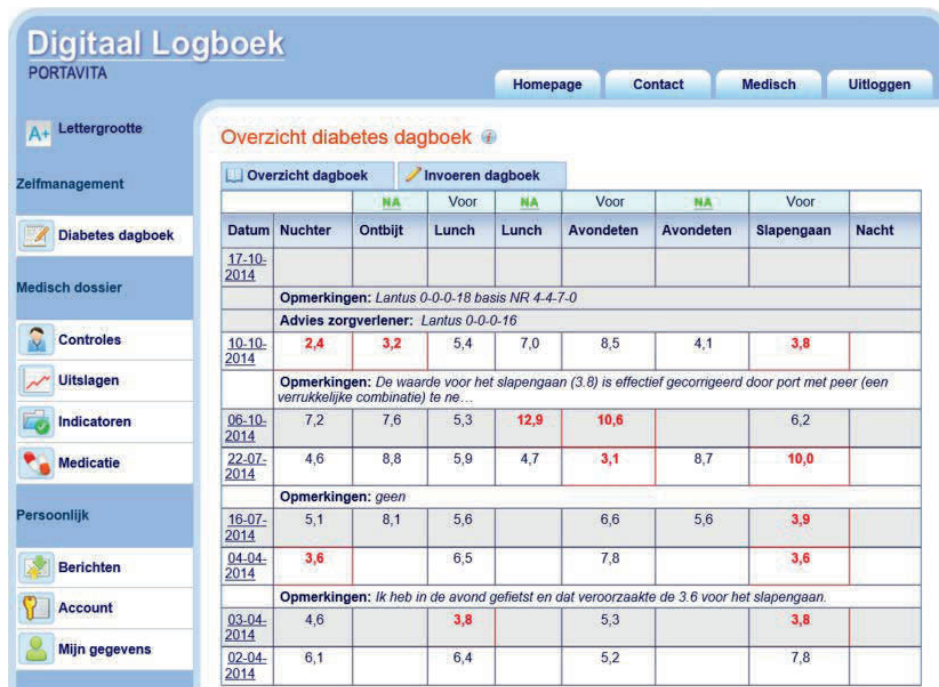 Digitaal Logboek
PORTAVITA
Homepage Contact Medisch Uitloggen
A+ Lettergrootte
Zelfmanagement
Diabetes dagboek
Medisch dossier
Controles
Uitslagen
Indicatoren
Medicatie
Persoonlijk
Berichten
Account
Mijn gegevens
Overzicht diabetes dagboek
Overzicht dagboek Invoeren dagboek
NA Voor NA Voor NA Voor
Datum Nuchter Ontbijt Lunch Lunch Avondeten Avondeten Slapengaan Nacht
17-10-
2014
Opmerkingen: Lantus 0-0-0-18 basis NR 4-4-7-0
Advies zorgverlener: Lantus 0-0-0-16
10-10- 2,4 3,2 5,4 7,0 8,5 4,1 3,8
2014
Opmerkingen: De waarde voor het slapengaan (3.8) is effectief gecorrigeerd door port met peer (een
verrukkelijke combinatie) te ne...
06-10- 7,2 7,6 5,3 12,9 10,6 6,2
2014
22-07- 4,6 8,8 5,9 4,7 3,1 8,7 10,0
2014
Opmerkingen: geen
16-07- 5,1 8,1 5,6 6,6 5,6 3,9
2014
04-04- 3,6 6,5 7,8 3,6
2014
Opmerkingen: Ik heb in de avond gefietst en dat veroorzaakte de 3.6 voor het slapengaan.
03-04- 4,6 3,8 5,3 3,8
2014
02-04- 6,1 6,4 5,2 7,8
2014